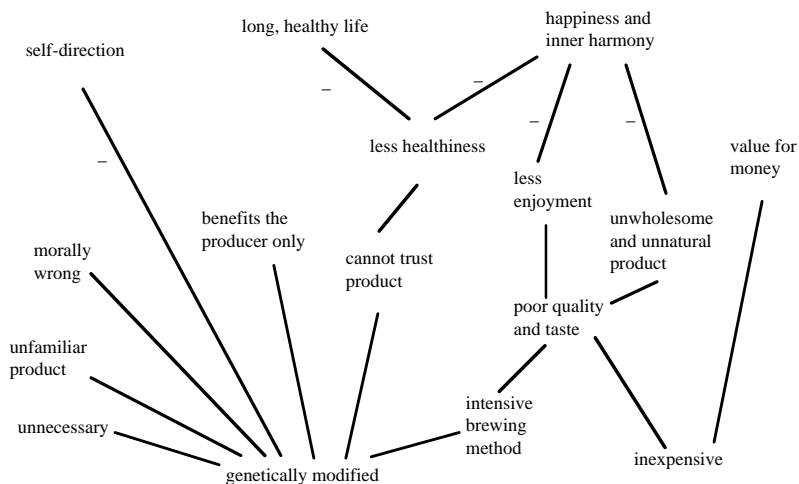 happiness and
inner harmony
long, healthy life
self-direction
–
–
–
–
–
less healthiness
value for
money
less
enjoyment
benefits the
producer only
unwholesome
and unnatural
product
morally
wrong
cannot trust
product
poor quality
and taste
unfamiliar
product
intensive
brewing
method
unnecessary
inexpensive
genetically modified